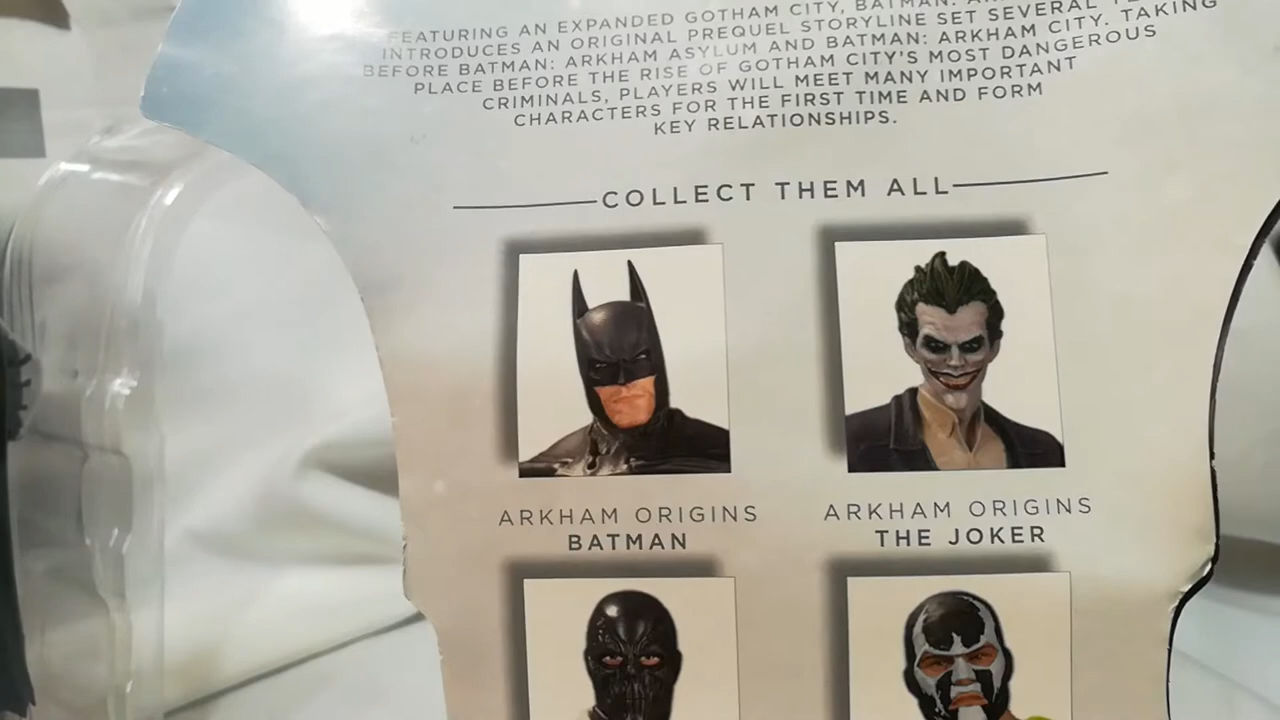 FEATURING AN EXPANDED GOTHAM CITY, BATMAN:
INTRODUCES AN ORIGINAL PREQUEL STORYLINE SET SEVERAL
BEFORE BATMAN: ARKHAM ASYLUM AND BATMAN: ARKHAM CITY. TAKING
PLACE BEFORE THE RISE OF GOTHAM CITY'S MOST DANGEROUS
CRIMINALS, PLAYERS WILL MEET MANY IMPORTANT
CHARACTERS FOR THE FIRST TIME AND FORM
KEY RELATIONSHIPS.
COLLECT THEM ALL
ARKHAM ORIGINS
BATMAN
ARKHAM ORIGINS
THE JOKER